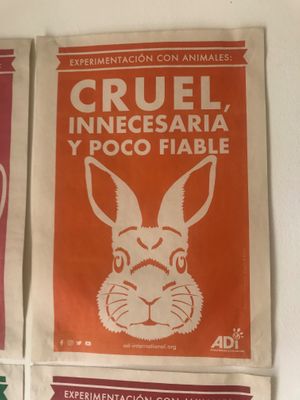 EXPERIMENTACIÓN CON ANIMALES:
CRUEL,
INNECESARIA
Y POCO FIABLE
ad-international.org
ADI
EXPERIMENTACIÓN CON ANIMALES: